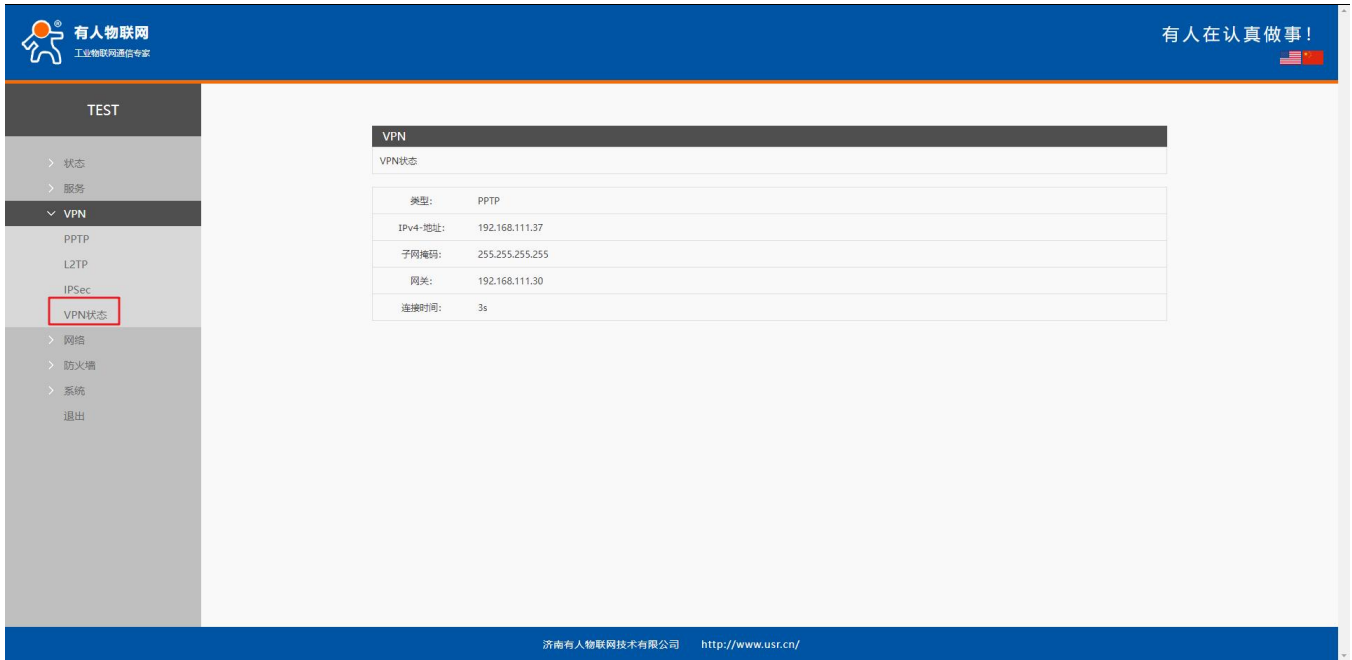 有人物联网
工业物联网通信专家
有人在认真做事！
TEST
状态
服务
VPN
PPTP
L2TP
IPSec
VPN状态
网络
防火墙
系统
退出
VPN
VPN状态
类型: PPTP
IPv4-地址: 192.168.111.37
子网掩码: 255.255.255.255
网关: 192.168.111.30
连接时间: 3s
济南有人物联网技术有限公司 http://www.usr.cn/